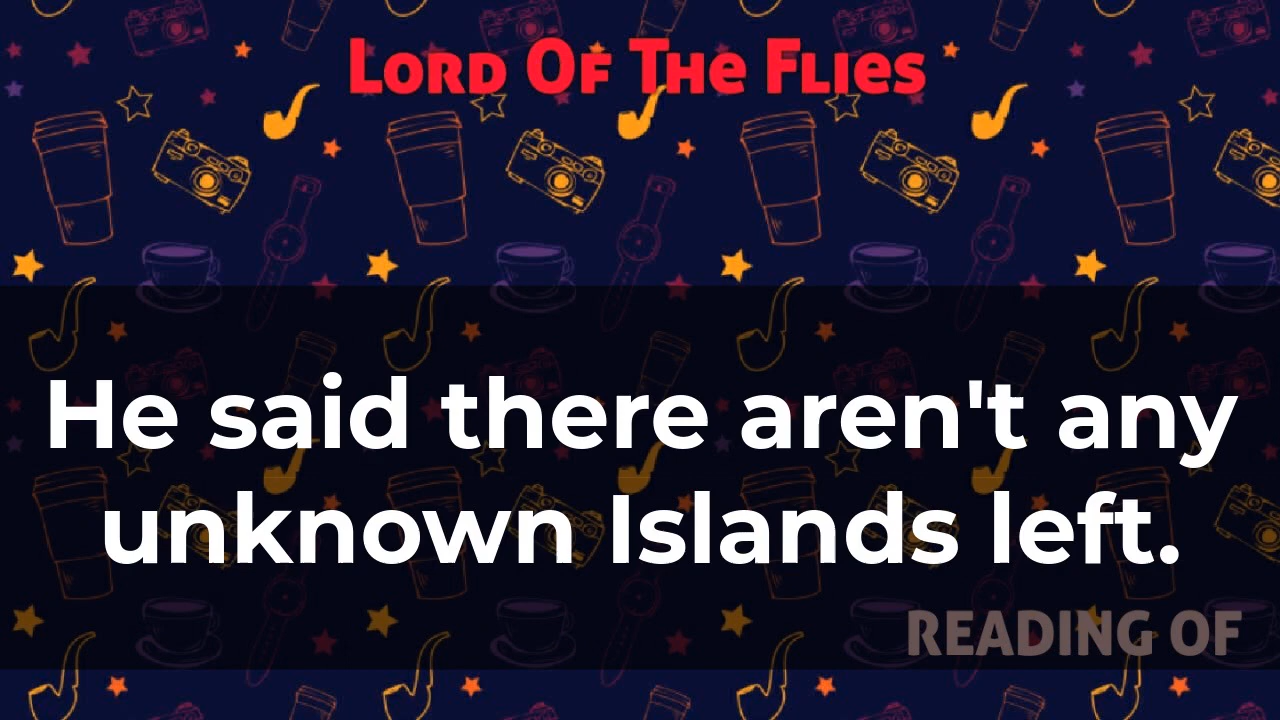 Lord Of The Flies
He said there aren't any
unknown Islands left.
READING OF